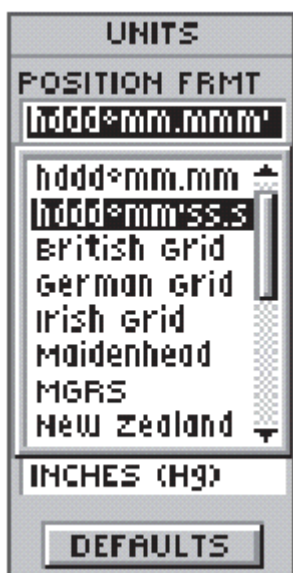 UNITS
POSITION FRMT
hddd°mm.mmm'
hddd°mm.mm
hddd°mm'ss.s
British Grid
German Grid
Irish Grid
Maidenhead
MGRS
New Zealand
INCHES (Hg)
DEFAULTS